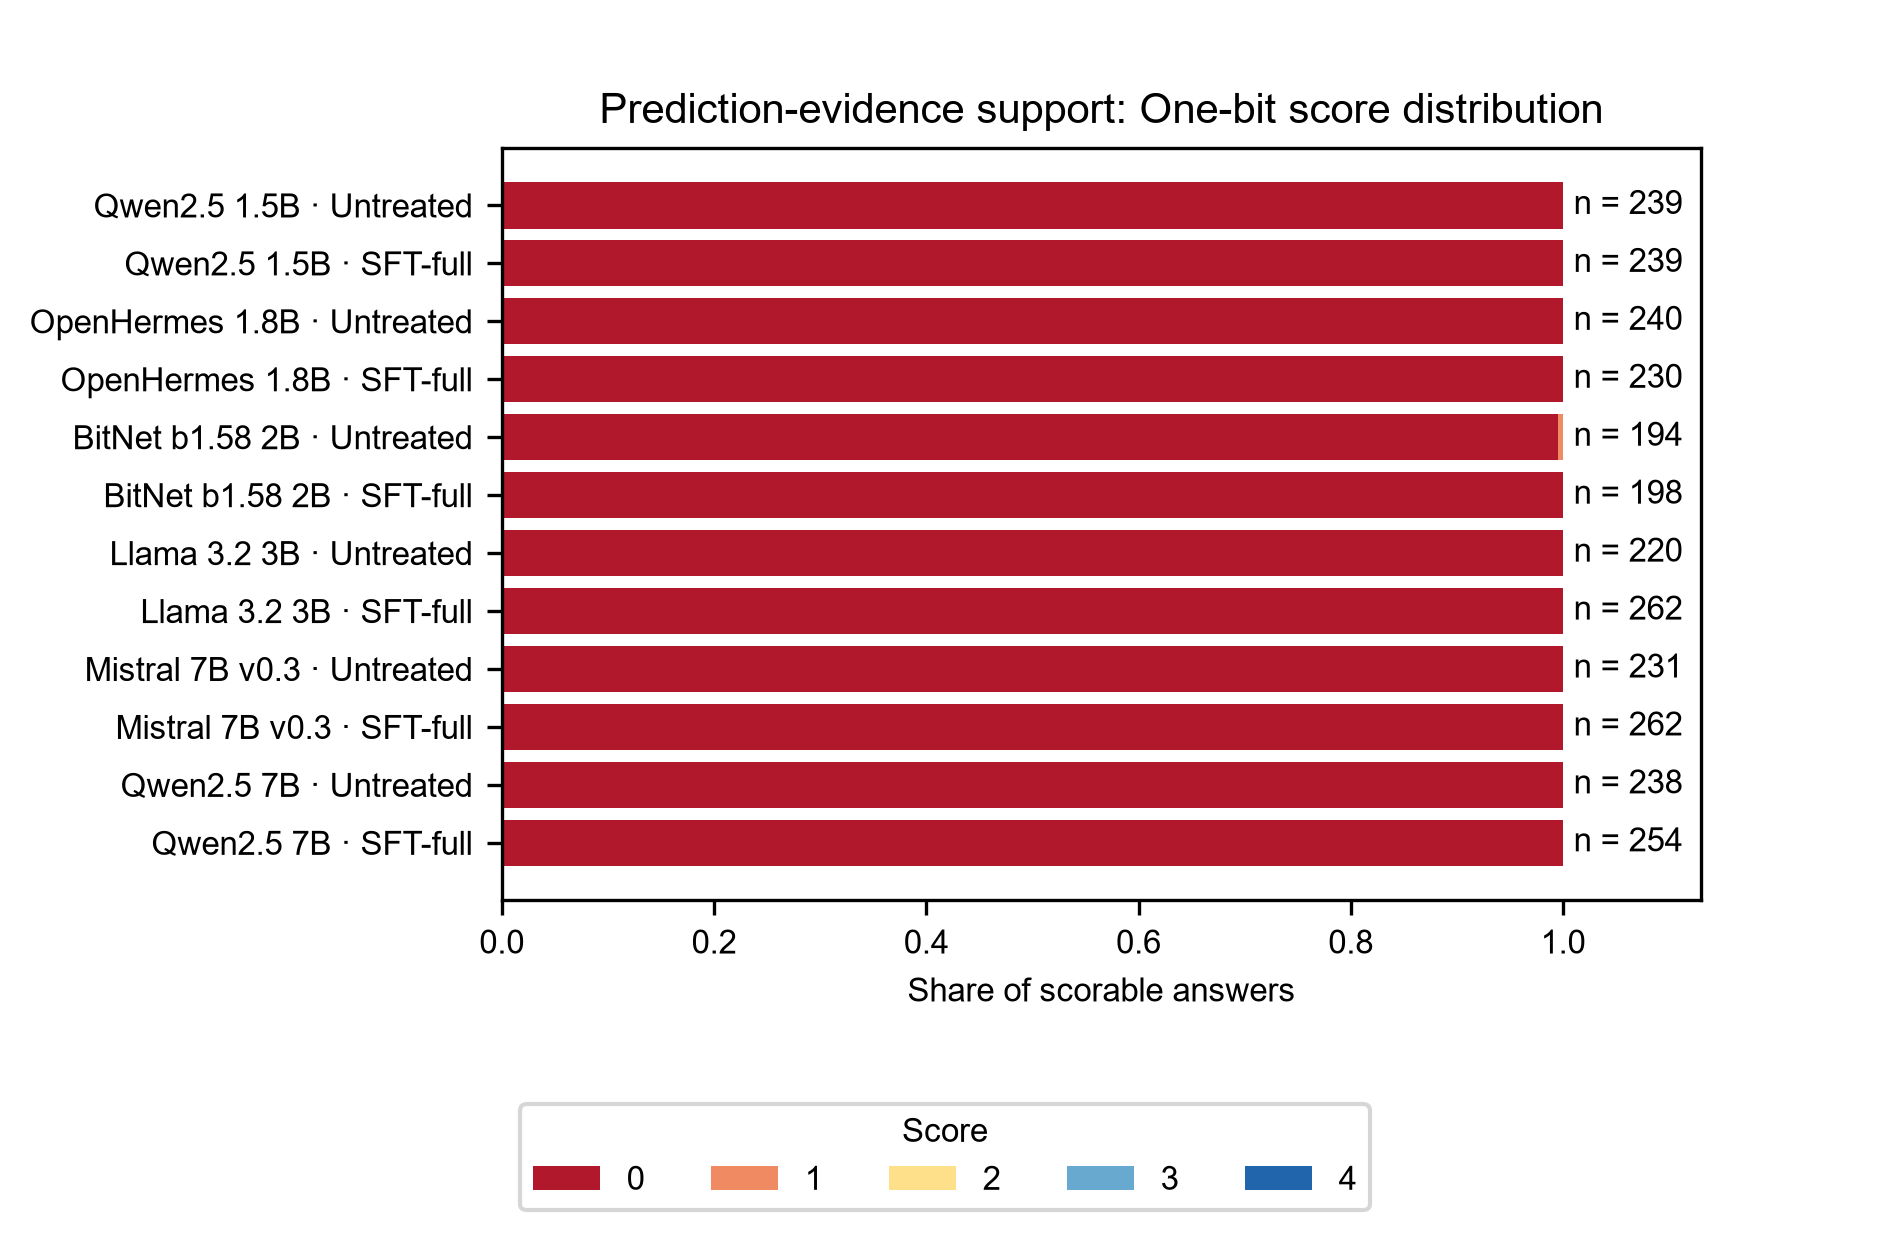 Prediction-evidence support: One-bit score distribution
Qwen2.5 1.5B · Untreated n = 239
Qwen2.5 1.5B · SFT-full n = 239
OpenHermes 1.8B · Untreated n = 240
OpenHermes 1.8B · SFT-full n = 230
BitNet b1.58 2B · Untreated n = 194
BitNet b1.58 2B · SFT-full n = 198
Llama 3.2 3B · Untreated n = 220
Llama 3.2 3B · SFT-full n = 262
Mistral 7B v0.3 · Untreated n = 231
Mistral 7B v0.3 · SFT-full n = 262
Qwen2.5 7B · Untreated n = 238
Qwen2.5 7B · SFT-full n = 254
0.0 0.2 0.4 0.6 0.8 1.0
Share of scorable answers
Score
0 1 2 3 4